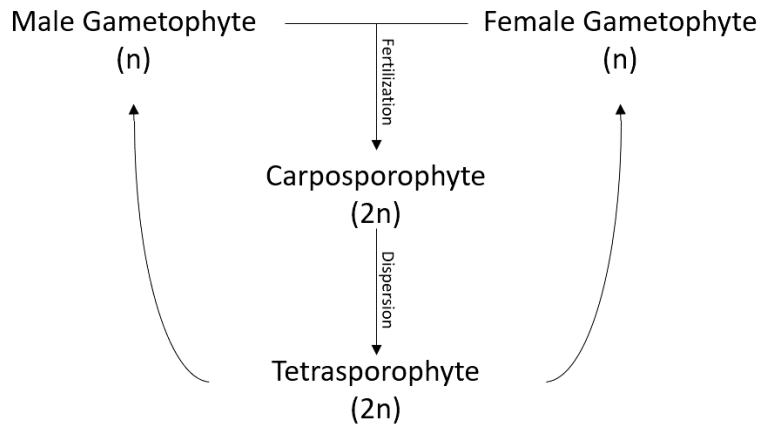 Male Gametophyte
(n)
Female Gametophyte
(n)
Fertilization
Carposporophyte
(2n)
Dispersion
Tetrasporophyte
(2n)